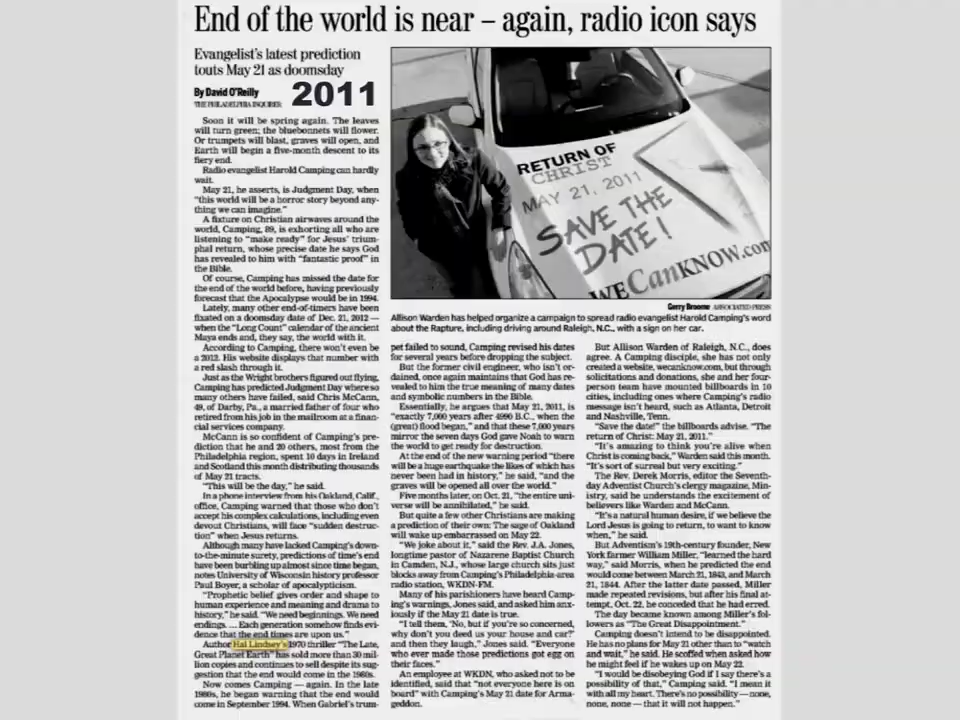 End of the world is near – again, radio icon says
Evangelist's latest prediction
touts May 21 as doomsday
By David O'Reilly
THE PHILADELPHIA INQUIRER
2011
Soon it will be spring again. The leaves
will turn green; the bluebonnets will flower.
Or trumpets will blast, graves will open, and
Earth will begin a five-month descent to its
fiery end.
Radio evangelist Harold Camping can hardly
wait.
May 21, he asserts, is Judgment Day, when
"this world will be a horror story beyond any-
thing we can imagine."
A fixture on Christian airwaves around the
world, Camping, 89, is exhorting all who are
listening to "make ready" for Jesus' trium-
phal return, whose precise date he says God
has revealed to him with "fantastic proof" in
the Bible.
Of course, Camping has missed the date for
the end of the world before, having previously
forecast that the Apocalypse would be in 1994.
Lately, many other end-of-timers have been
fixated on a doomsday date of Dec. 21, 2012 —
when the "Long Count" calendar of the ancient
Maya ends and, they say, the world with it.
According to Camping, there won't even be
a 2012. His website displays that number with
a red slash through it.
Just as the Wright brothers figured out flying,
Camping has predicted Judgment Day where so
many others have failed, said Chris McCann,
49, of Darby, Pa., a married father of four who
retired from his job in the mailroom at a finan-
cial services company.
McCann is so confident of Camping's pre-
diction that he and 20 others, most from the
Philadelphia region, spent 10 days in Ireland
and Scotland this month distributing thousands
of May 21 tracts.
"This will be the day," he said.
In a phone interview from his Oakland, Calif.,
office, Camping warned that those who don't
accept his complex calculations, including even
devout Christians, will face "sudden destruc-
tion" when Jesus returns.
Although many have lacked Camping's down-
to-the-minute surety, predictions of time's end
have been burbling up almost since time began,
notes University of Wisconsin history professor
Paul Boyer, a scholar of apocalypticism.
"Prophetic belief gives order and shape to
human experience and meaning and drama to
history," he said. "We need beginnings. We need
endings. ... Each generation somehow finds evi-
dence that the end times are upon us."
Author Hal Lindsey's 1970 thriller "The Late,
Great Planet Earth" has sold more than 30 mil-
lion copies and continues to sell despite its sug-
gestion that the end would come in the 1980s.
Now comes Camping — again. In the late
1980s, he began warning that the end would
come in September 1994. When Gabriel's trum-
RETURN OF
CHRIST
MAY 21, 2011
SAVE THE
DATE!
WECanKNOW.com
Gerry Broome ASSOCIATED PRESS
Allison Warden has helped organize a campaign to spread radio evangelist Harold Camping's word
about the Rapture, including driving around Raleigh, N.C., with a sign on her car.
pet failed to sound, Camping revised his dates
for several years before dropping the subject.
But the former civil engineer, who isn't or-
dained, once again maintains that God has re-
vealed to him the true meaning of many dates
and symbolic numbers in the Bible.
Essentially, he argues that May 21, 2011, is
"exactly 7,000 years after 4990 B.C., when the
(great) flood began," and that these 7,000 years
mirror the seven days God gave Noah to warn
the world to get ready for destruction.
At the end of the new warning period "there
will be a huge earthquake the likes of which has
never been had in history," he said, "and the
graves will be opened all over the world."
Five months later, on Oct. 21, "the entire uni-
verse will be annihilated," he said.
But quite a few other Christians are making
a prediction of their own: The sage of Oakland
will wake up embarrassed on May 22.
"We joke about it," said the Rev. J.A. Jones,
longtime pastor of Nazarene Baptist Church
in Camden, N.J., whose large church sits just
blocks away from Camping's Philadelphia-area
radio station, WKDN-FM.
Many of his parishioners have heard Camp-
ing's warnings, Jones said, and asked him anx-
iously if the May 21 date is true.
"I tell them, 'No, but if you're so concerned,
why don't you deed us your house and car?'
and then they laugh," Jones said. "Everyone
who ever made those predictions got egg on
their faces."
An employee at WKDN, who asked not to be
identified, said that "not everyone here is on
board" with Camping's May 21 date for Arma-
geddon.
But Allison Warden of Raleigh, N.C., does
agree. A Camping disciple, she has not only
created a website, wecanknow.com, but through
solicitations and donations, she and her four-
person team have mounted billboards in 10
cities, including ones where Camping's radio
message isn't heard, such as Atlanta, Detroit
and Nashville, Tenn.
"Save the date!" the billboards advise. "The
return of Christ: May 21, 2011."
"It's amazing to think you're alive when
Christ is coming back," Warden said this month.
"It's sort of surreal but very exciting."
The Rev. Derek Morris, editor of the Seventh-
day Adventist Church's clergy magazine, Min-
istry, said he understands the excitement of
believers like Warden and McCann.
"It's a natural human desire, if we believe the
Lord Jesus is going to return, to want to know
when," he said.
But Adventism's 19th-century founder, New
York farmer William Miller, "learned the hard
way," said Morris, when he predicted the end
would come between March 21, 1843, and March
21, 1844. After the latter date passed, Miller
made repeated revisions, but after his final at-
tempt, Oct. 22, he conceded that he had erred.
The day became known among Miller's fol-
lowers as "The Great Disappointment."
Camping doesn't intend to be disappointed.
He has no plans for May 21 other than to "watch
and wait," he said. He scoffed when asked how
he might feel if he wakes up on May 22.
"I would be disobeying God if I say there's a
possibility of that," Camping said. "I mean it
with all my heart. There's no possibility — none,
none, none — that it will not happen."